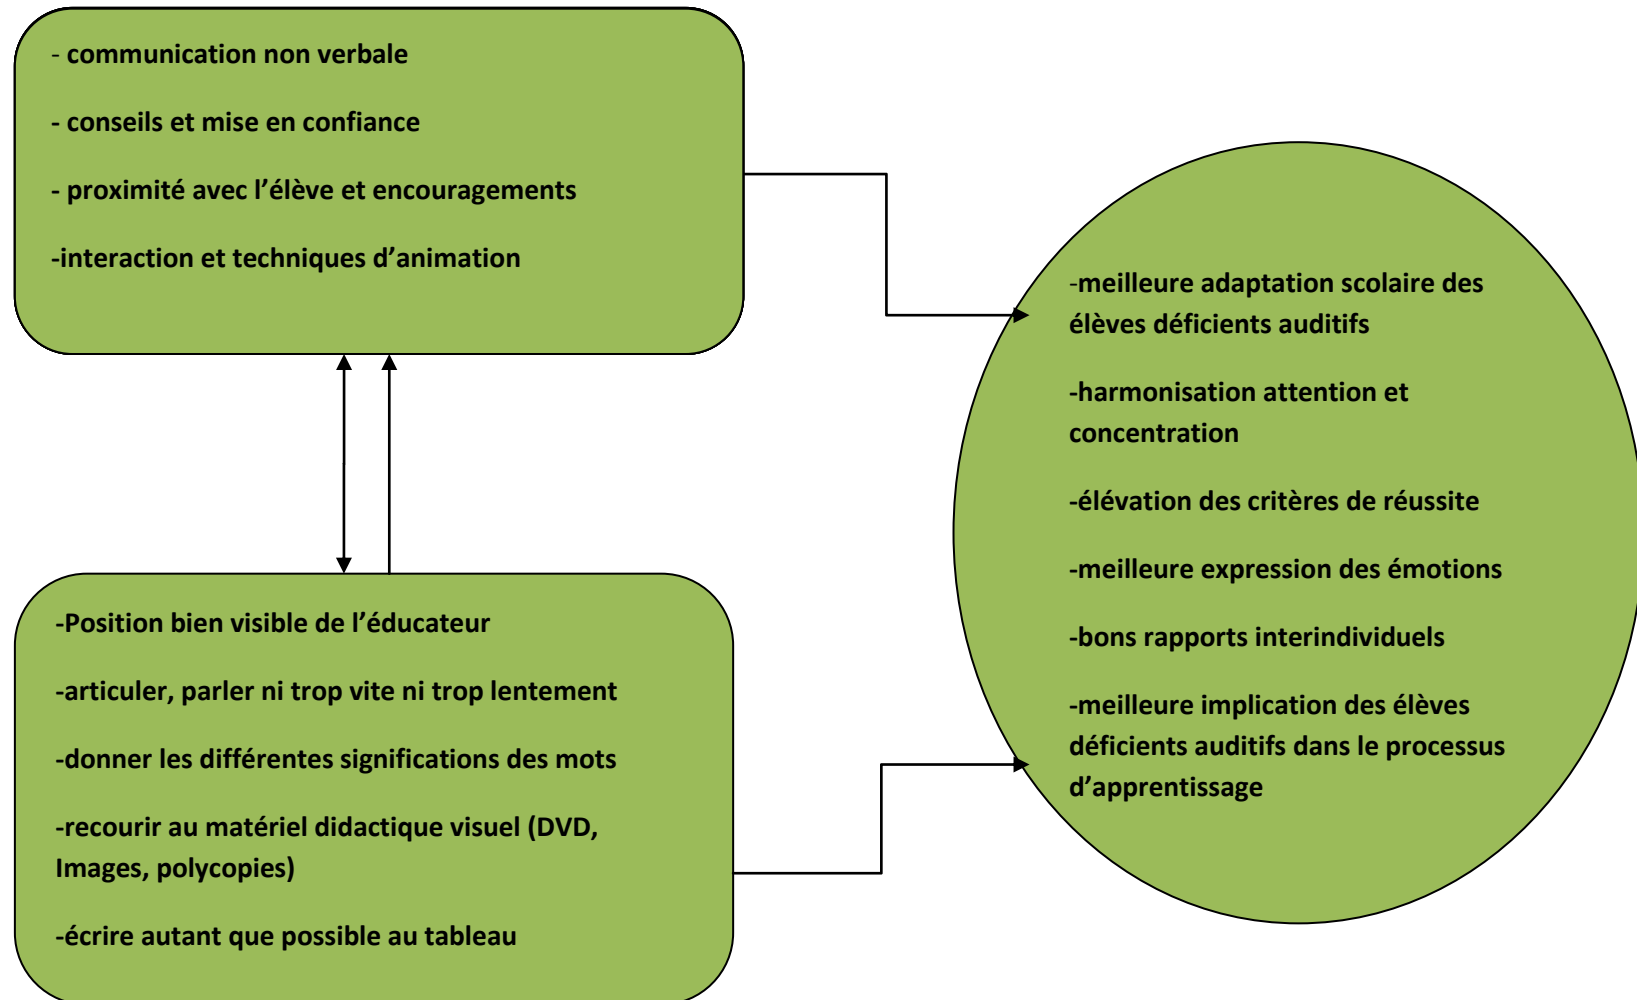 - communication non verbale
- conseils et mise en confiance
- proximité avec l’élève et encouragements
-interaction et techniques d’animation
-Position bien visible de l’éducateur
-articuler, parler ni trop vite ni trop lentement
-donner les différentes significations des mots
-recourir au matériel didactique visuel (DVD,
Images, polycopies)
-écrire autant que possible au tableau
-meilleure adaptation scolaire des
élèves déficients auditifs
-harmonisation attention et
concentration
-élévation des critères de réussite
-meilleure expression des émotions
-bons rapports interindividuels
-meilleure implication des élèves
déficients auditifs dans le processus
d’apprentissage